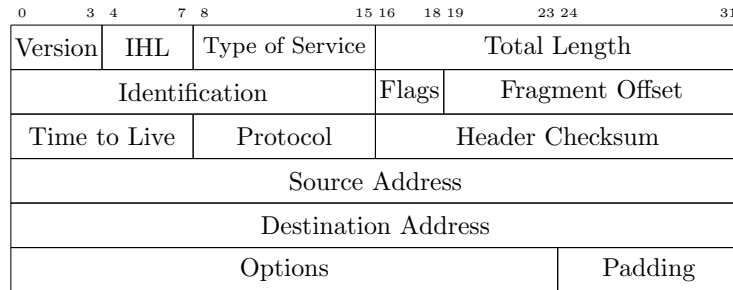 0 3 4 7 8 15 16 18 19 23 24 31
Version IHL Type of Service Total Length
Identification Flags Fragment Offset
Time to Live Protocol Header Checksum
Source Address
Destination Address
Options Padding